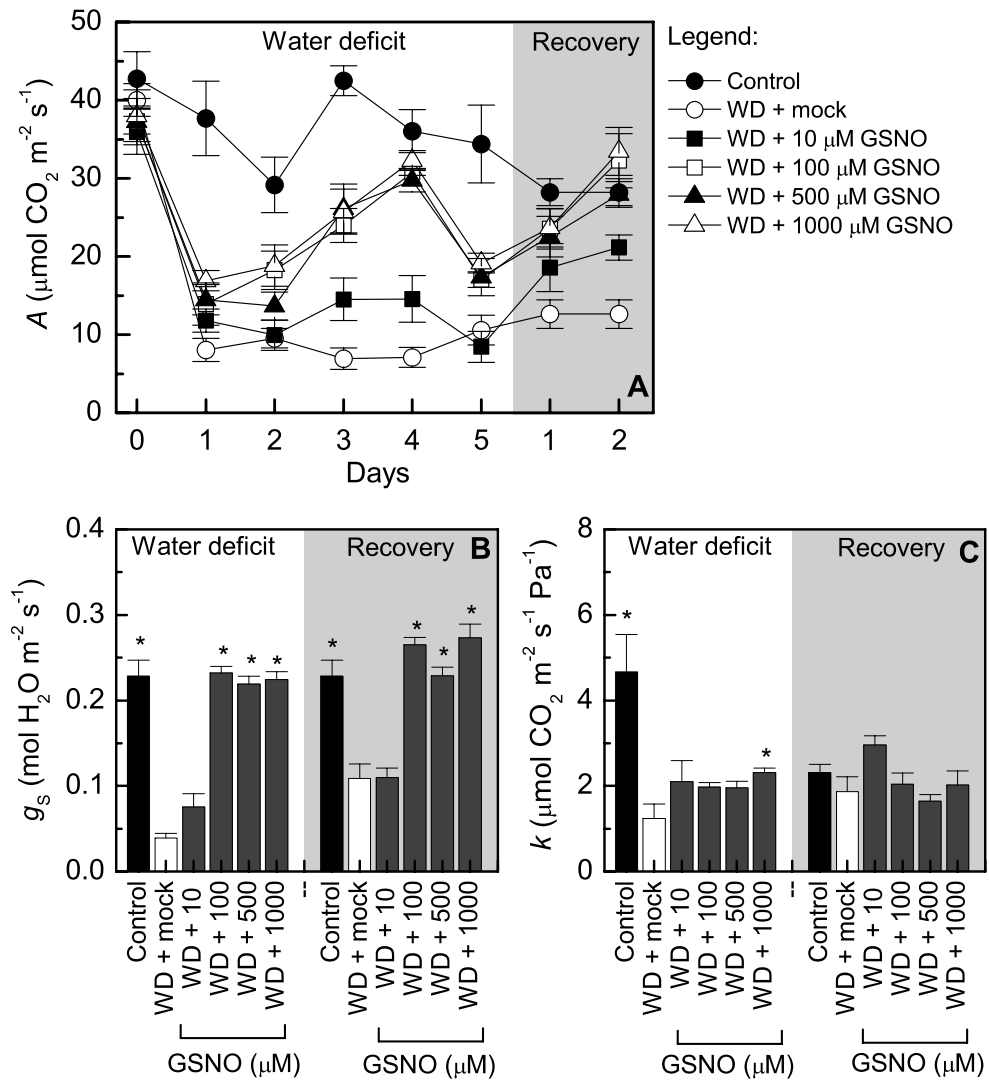 50
40
30
20
10
0
A (μmol CO2 m-2 s-1)
Water deficit
Recovery
A
0 1 2 3 4 5 1 2
Days
Legend:
Control
WD + mock
WD + 10 μM GSNO
WD + 100 μM GSNO
WD + 500 μM GSNO
WD + 1000 μM GSNO
0.4
0.3
0.2
0.1
0
gS (mol H2O m-2 s-1)
Water deficit
Recovery
B
* * * * * * * *
Control
WD + mock
WD + 10
WD + 100
WD + 500
WD + 1000
--
Control
WD + mock
WD + 10
WD + 100
WD + 500
WD + 1000
GSNO (μM)
GSNO (μM)
8
6
4
2
0
k (μmol CO2 m-2 s-1 Pa-1)
Water deficit
Recovery
C
* *
Control
WD + mock
WD + 10
WD + 100
WD + 500
WD + 1000
--
Control
WD + mock
WD + 10
WD + 100
WD + 500
WD + 1000
GSNO (μM)
GSNO (μM)